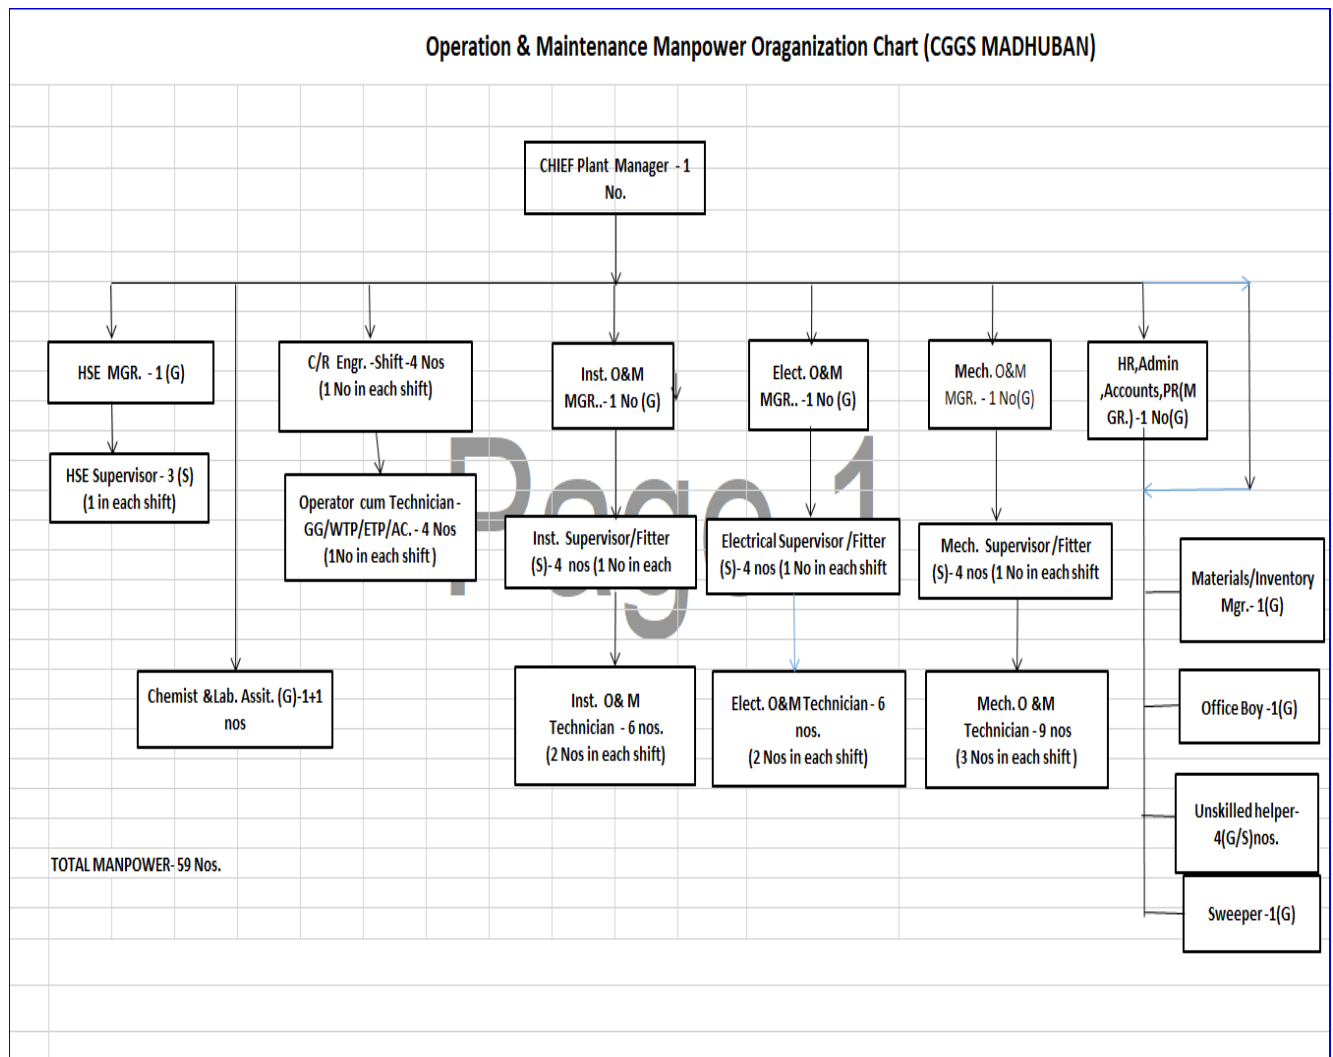 Operation & Maintenance Manpower Oraganization Chart (CGGS MADHUBAN)
CHIEF Plant Manager - 1
No.
HSE MGR. - 1 (G)
C/R Engr. -Shift -4 Nos
(1 No in each shift)
Inst. O&M
MGR..- 1 No (G)
Elect. O&M
MGR.. -1 No (G)
Mech. O&M
MGR. - 1 No(G)
HR,Admin
,Accounts,PR(M
GR.) -1 No(G)
HSE Supervisor - 3 (S)
(1 in each shift)
Operator cum Technician -
GG/WTP/ETP/AC. - 4 Nos
(1No in each shift )
Inst. Supervisor/Fitter
(S)- 4 nos (1 No in each
Electrical Supervisor /Fitter
(S)- 4 nos (1 No in each shift
Mech. Supervisor/Fitter
(S)- 4 nos (1 No in each shift
Page 1
Materials/Inventory
Mgr.- 1(G)
Chemist &Lab. Assit. (G)-1+1
nos
Inst. O& M
Technician - 6 nos.
(2 Nos in each shift)
Elect. O&M Technician - 6
nos.
(2 Nos in each shift)
Mech. O &M
Technician - 9 nos
(3 Nos in each shift )
Office Boy -1(G)
Unskilled helper-
4(G/S)nos.
Sweeper -1(G)
TOTAL MANPOWER- 59 Nos.